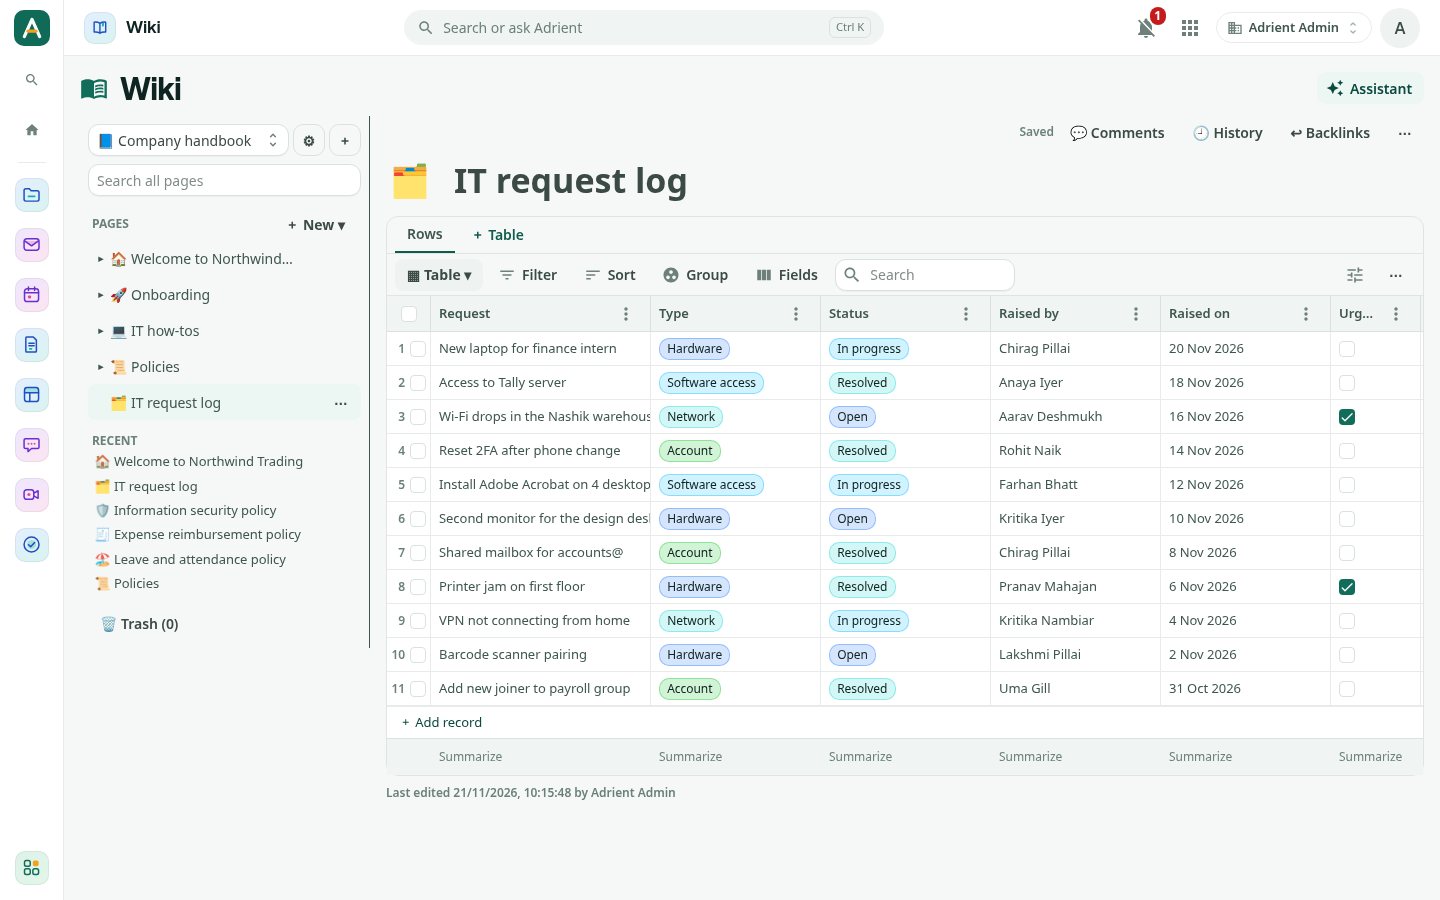 Wiki
Search or ask Adrient
Ctrl K
1
Adrient Admin
A
Wiki
Assistant
Company handbook
Search all pages
PAGES
+ New ▾
Welcome to Northwind...
Onboarding
IT how-tos
Policies
IT request log
RECENT
Welcome to Northwind Trading
IT request log
Information security policy
Expense reimbursement policy
Leave and attendance policy
Policies
Trash (0)
Saved
Comments
History
Backlinks
IT request log
Rows
+ Table
Table ▾
Filter
Sort
Group
Fields
Search
Request Type Status Raised by Raised on Urg...
1 New laptop for finance intern Hardware In progress Chirag Pillai 20 Nov 2026
2 Access to Tally server Software access Resolved Anaya Iyer 18 Nov 2026
3 Wi-Fi drops in the Nashik warehous Network Open Aarav Deshmukh 16 Nov 2026
4 Reset 2FA after phone change Account Resolved Rohit Naik 14 Nov 2026
5 Install Adobe Acrobat on 4 desktop Software access In progress Farhan Bhatt 12 Nov 2026
6 Second monitor for the design desk Hardware Open Kritika Iyer 10 Nov 2026
7 Shared mailbox for accounts@ Account Resolved Chirag Pillai 8 Nov 2026
8 Printer jam on first floor Hardware Resolved Pranav Mahajan 6 Nov 2026
9 VPN not connecting from home Network In progress Kritika Nambiar 4 Nov 2026
10 Barcode scanner pairing Hardware Open Lakshmi Pillai 2 Nov 2026
11 Add new joiner to payroll group Account Resolved Uma Gill 31 Oct 2026
+ Add record
Summarize Summarize Summarize Summarize Summarize Summarize
Last edited 21/11/2026, 10:15:48 by Adrient Admin